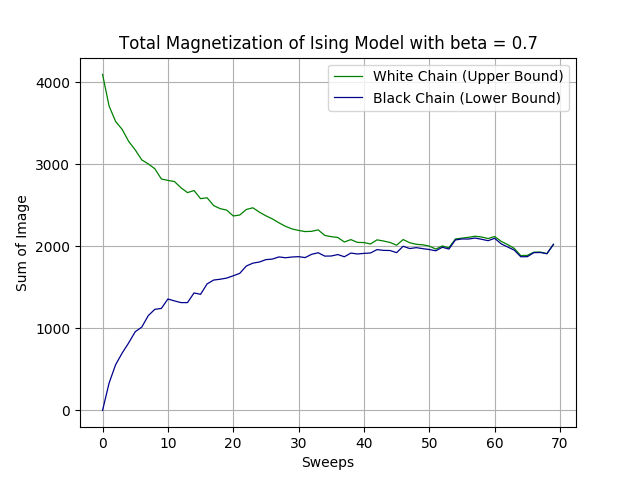 Total Magnetization of Ising Model with beta = 0.7
White Chain (Upper Bound)
Black Chain (Lower Bound)
4000
3000
2000
1000
0
Sum of Image
0 10 20 30 40 50 60 70
Sweeps